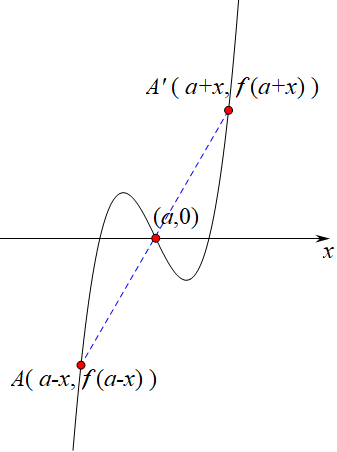 A' ( a+x, f (a+x) )
(a,0)
x
A( a-x, f (a-x) )